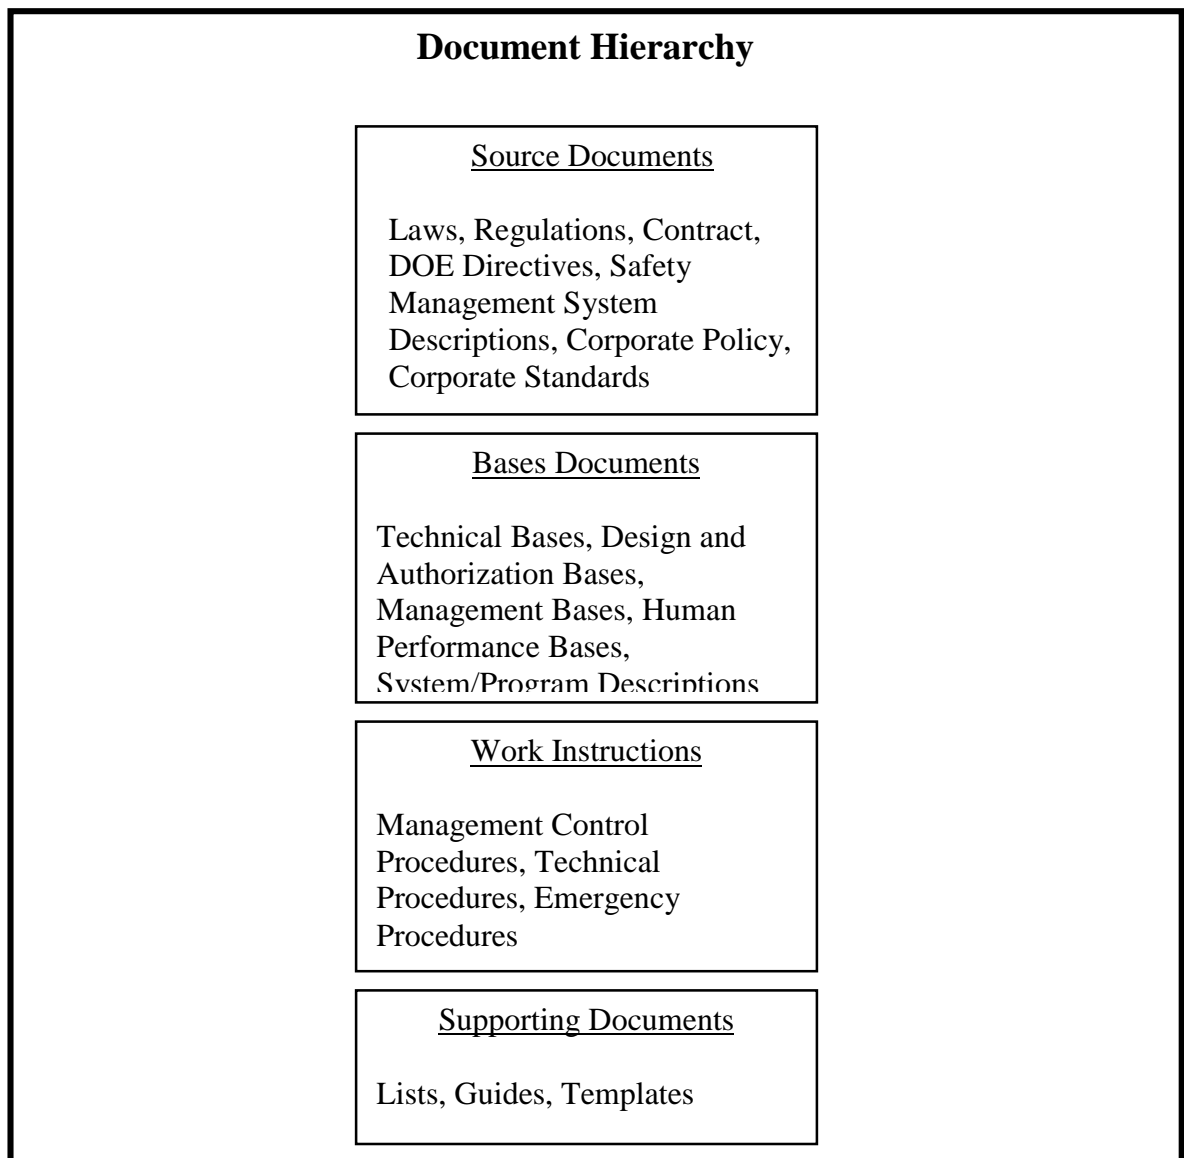 Document Hierarchy
Source Documents
Laws, Regulations, Contract,
DOE Directives, Safety
Management System
Descriptions, Corporate Policy,
Corporate Standards
Bases Documents
Technical Bases, Design and
Authorization Bases,
Management Bases, Human
Performance Bases,
System/Program Descriptions
Work Instructions
Management Control
Procedures, Technical
Procedures, Emergency
Procedures
Supporting Documents
Lists, Guides, Templates